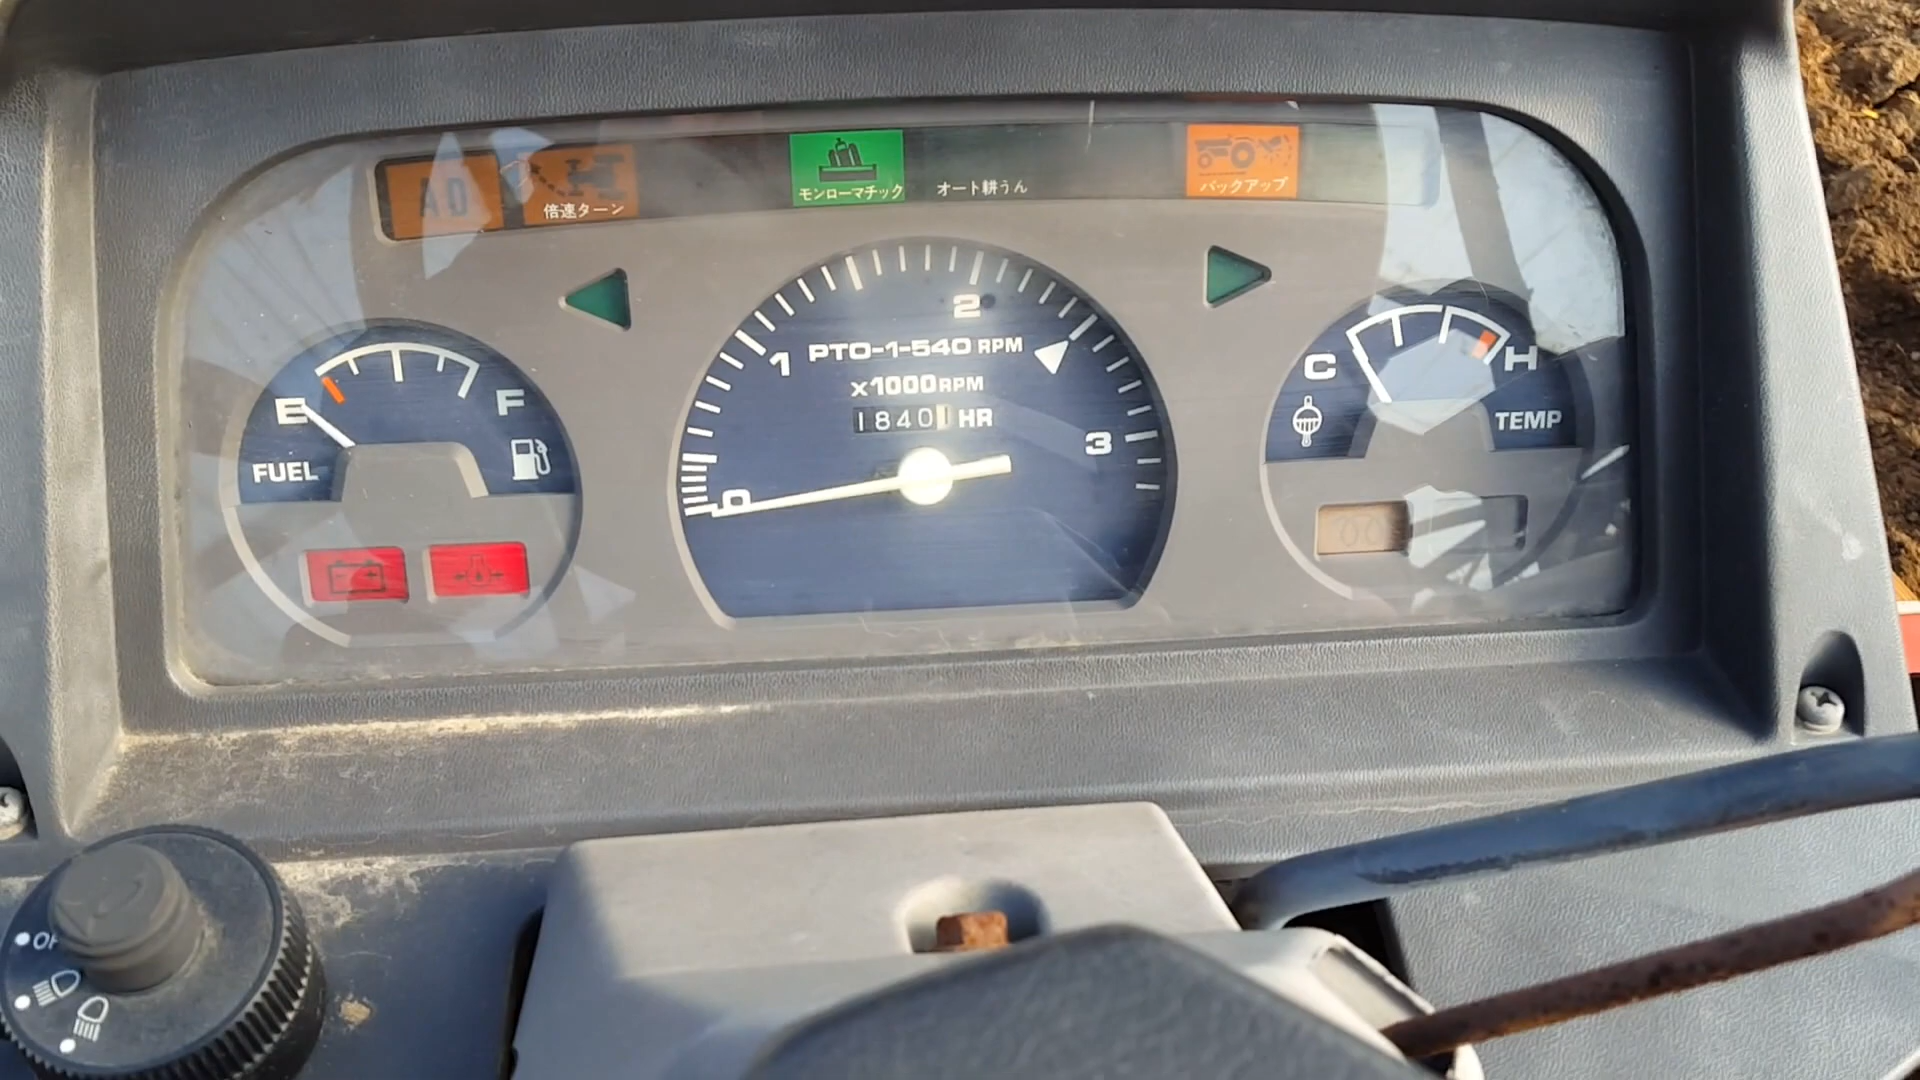 AD
倍速ターン
モンローマチック
オート耕うん
バックアップ
E
F
FUEL
0
1
2
3
PTO-1-540 RPM
x1000RPM
1840 HR
C
H
TEMP